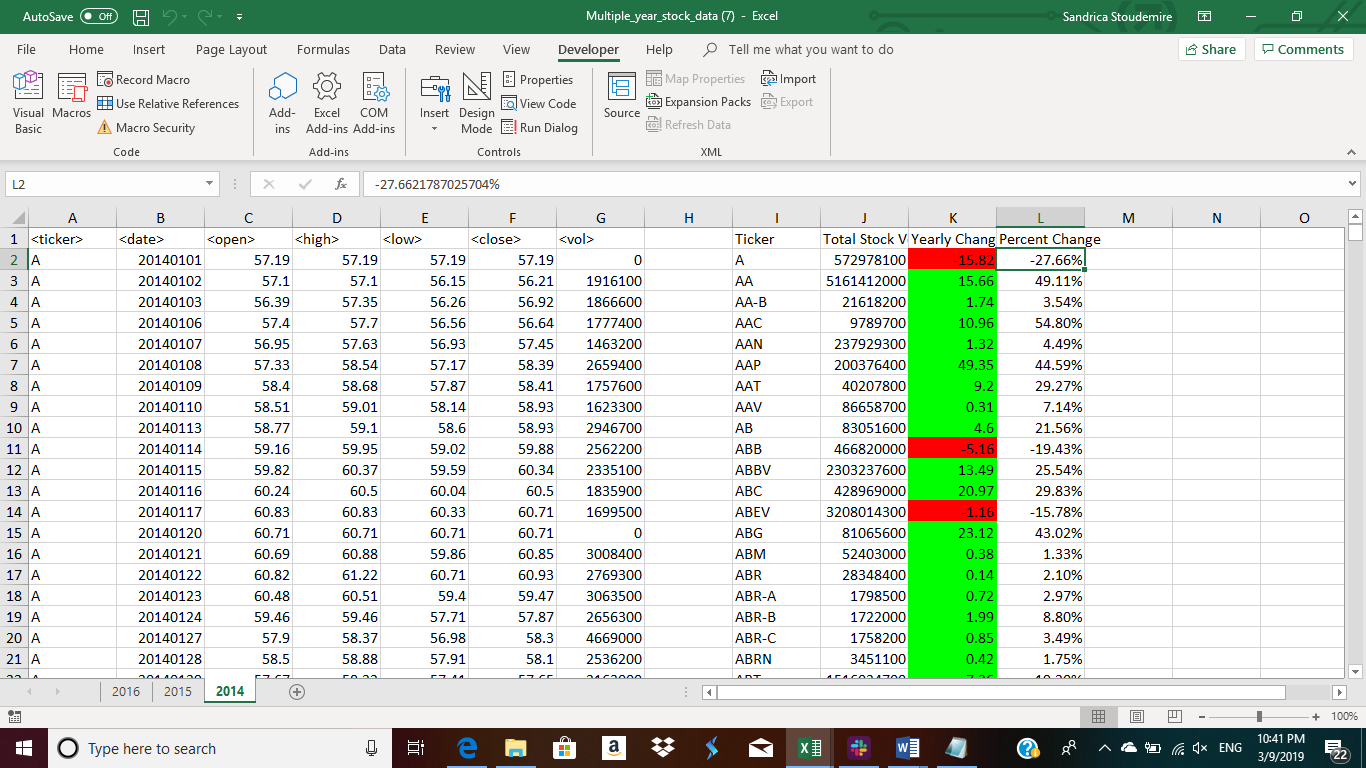 AutoSave Off Multiple_year_stock_data (7) - Excel Sandrica Stoudemire
File Home Insert Page Layout Formulas Data Review View Developer Help Tell me what you want to do Share Comments
Visual Basic
Macros
Record Macro
Use Relative References
Macro Security
Code
Add-ins
Excel Add-ins
COM Add-ins
Add-ins
Insert
Design Mode
Properties
View Code
Run Dialog
Controls
Source
Map Properties
Expansion Packs
Refresh Data
Import
Export
XML
L2 fx -27.6621787025704%
A B C D E F G H I J K L M N O
1 <ticker> <date> <open> <high> <low> <close> <vol> Ticker Total Stock V Yearly Chang Percent Change
2 A 20140101 57.19 57.19 57.19 57.19 0 A 572978100 -15.82 -27.66%
3 A 20140102 57.1 57.1 56.15 56.21 1916100 AA 5161412000 15.66 49.11%
4 A 20140103 56.39 57.35 56.26 56.92 1866600 AA-B 21618200 1.74 3.54%
5 A 20140106 57.4 57.7 56.56 56.64 1777400 AAC 9789700 10.96 54.80%
6 A 20140107 56.95 57.63 56.93 57.45 1463200 AAN 237929300 1.32 4.49%
7 A 20140108 57.33 58.54 57.17 58.39 2659400 AAP 200376400 49.35 44.59%
8 A 20140109 58.4 58.68 57.87 58.41 1757600 AAT 40207800 9.2 29.27%
9 A 20140110 58.51 59.01 58.14 58.93 1623300 AAV 86658700 0.31 7.14%
10 A 20140113 58.77 59.1 58.6 58.93 2946700 AB 83051600 4.6 21.56%
11 A 20140114 59.16 59.95 59.02 59.88 2562200 ABB 466820000 -5.16 -19.43%
12 A 20140115 59.82 60.37 59.59 60.34 2335100 ABBV 2303237600 13.49 25.54%
13 A 20140116 60.24 60.5 60.04 60.5 1835900 ABC 428969000 20.97 29.83%
14 A 20140117 60.83 60.83 60.33 60.71 1699500 ABEV 3208014300 -1.16 -15.78%
15 A 20140120 60.71 60.71 60.71 60.71 0 ABG 81065600 23.12 43.02%
16 A 20140121 60.69 60.88 59.86 60.85 3008400 ABM 52403000 0.38 1.33%
17 A 20140122 60.82 61.22 60.71 60.93 2769300 ABR 28348400 0.14 2.10%
18 A 20140123 60.48 60.51 59.4 59.47 3063500 ABR-A 1798500 0.72 2.97%
19 A 20140124 59.46 59.46 57.71 57.87 2656300 ABR-B 1722000 1.99 8.80%
20 A 20140127 57.9 58.37 56.98 58.3 4669000 ABR-C 1758200 0.85 3.49%
21 A 20140128 58.5 58.88 57.91 58.1 2536200 ABRN 3451100 0.42 1.75%
2016 2015 2014
100%
Type here to search ENG 10:41 PM
3/9/2019 22